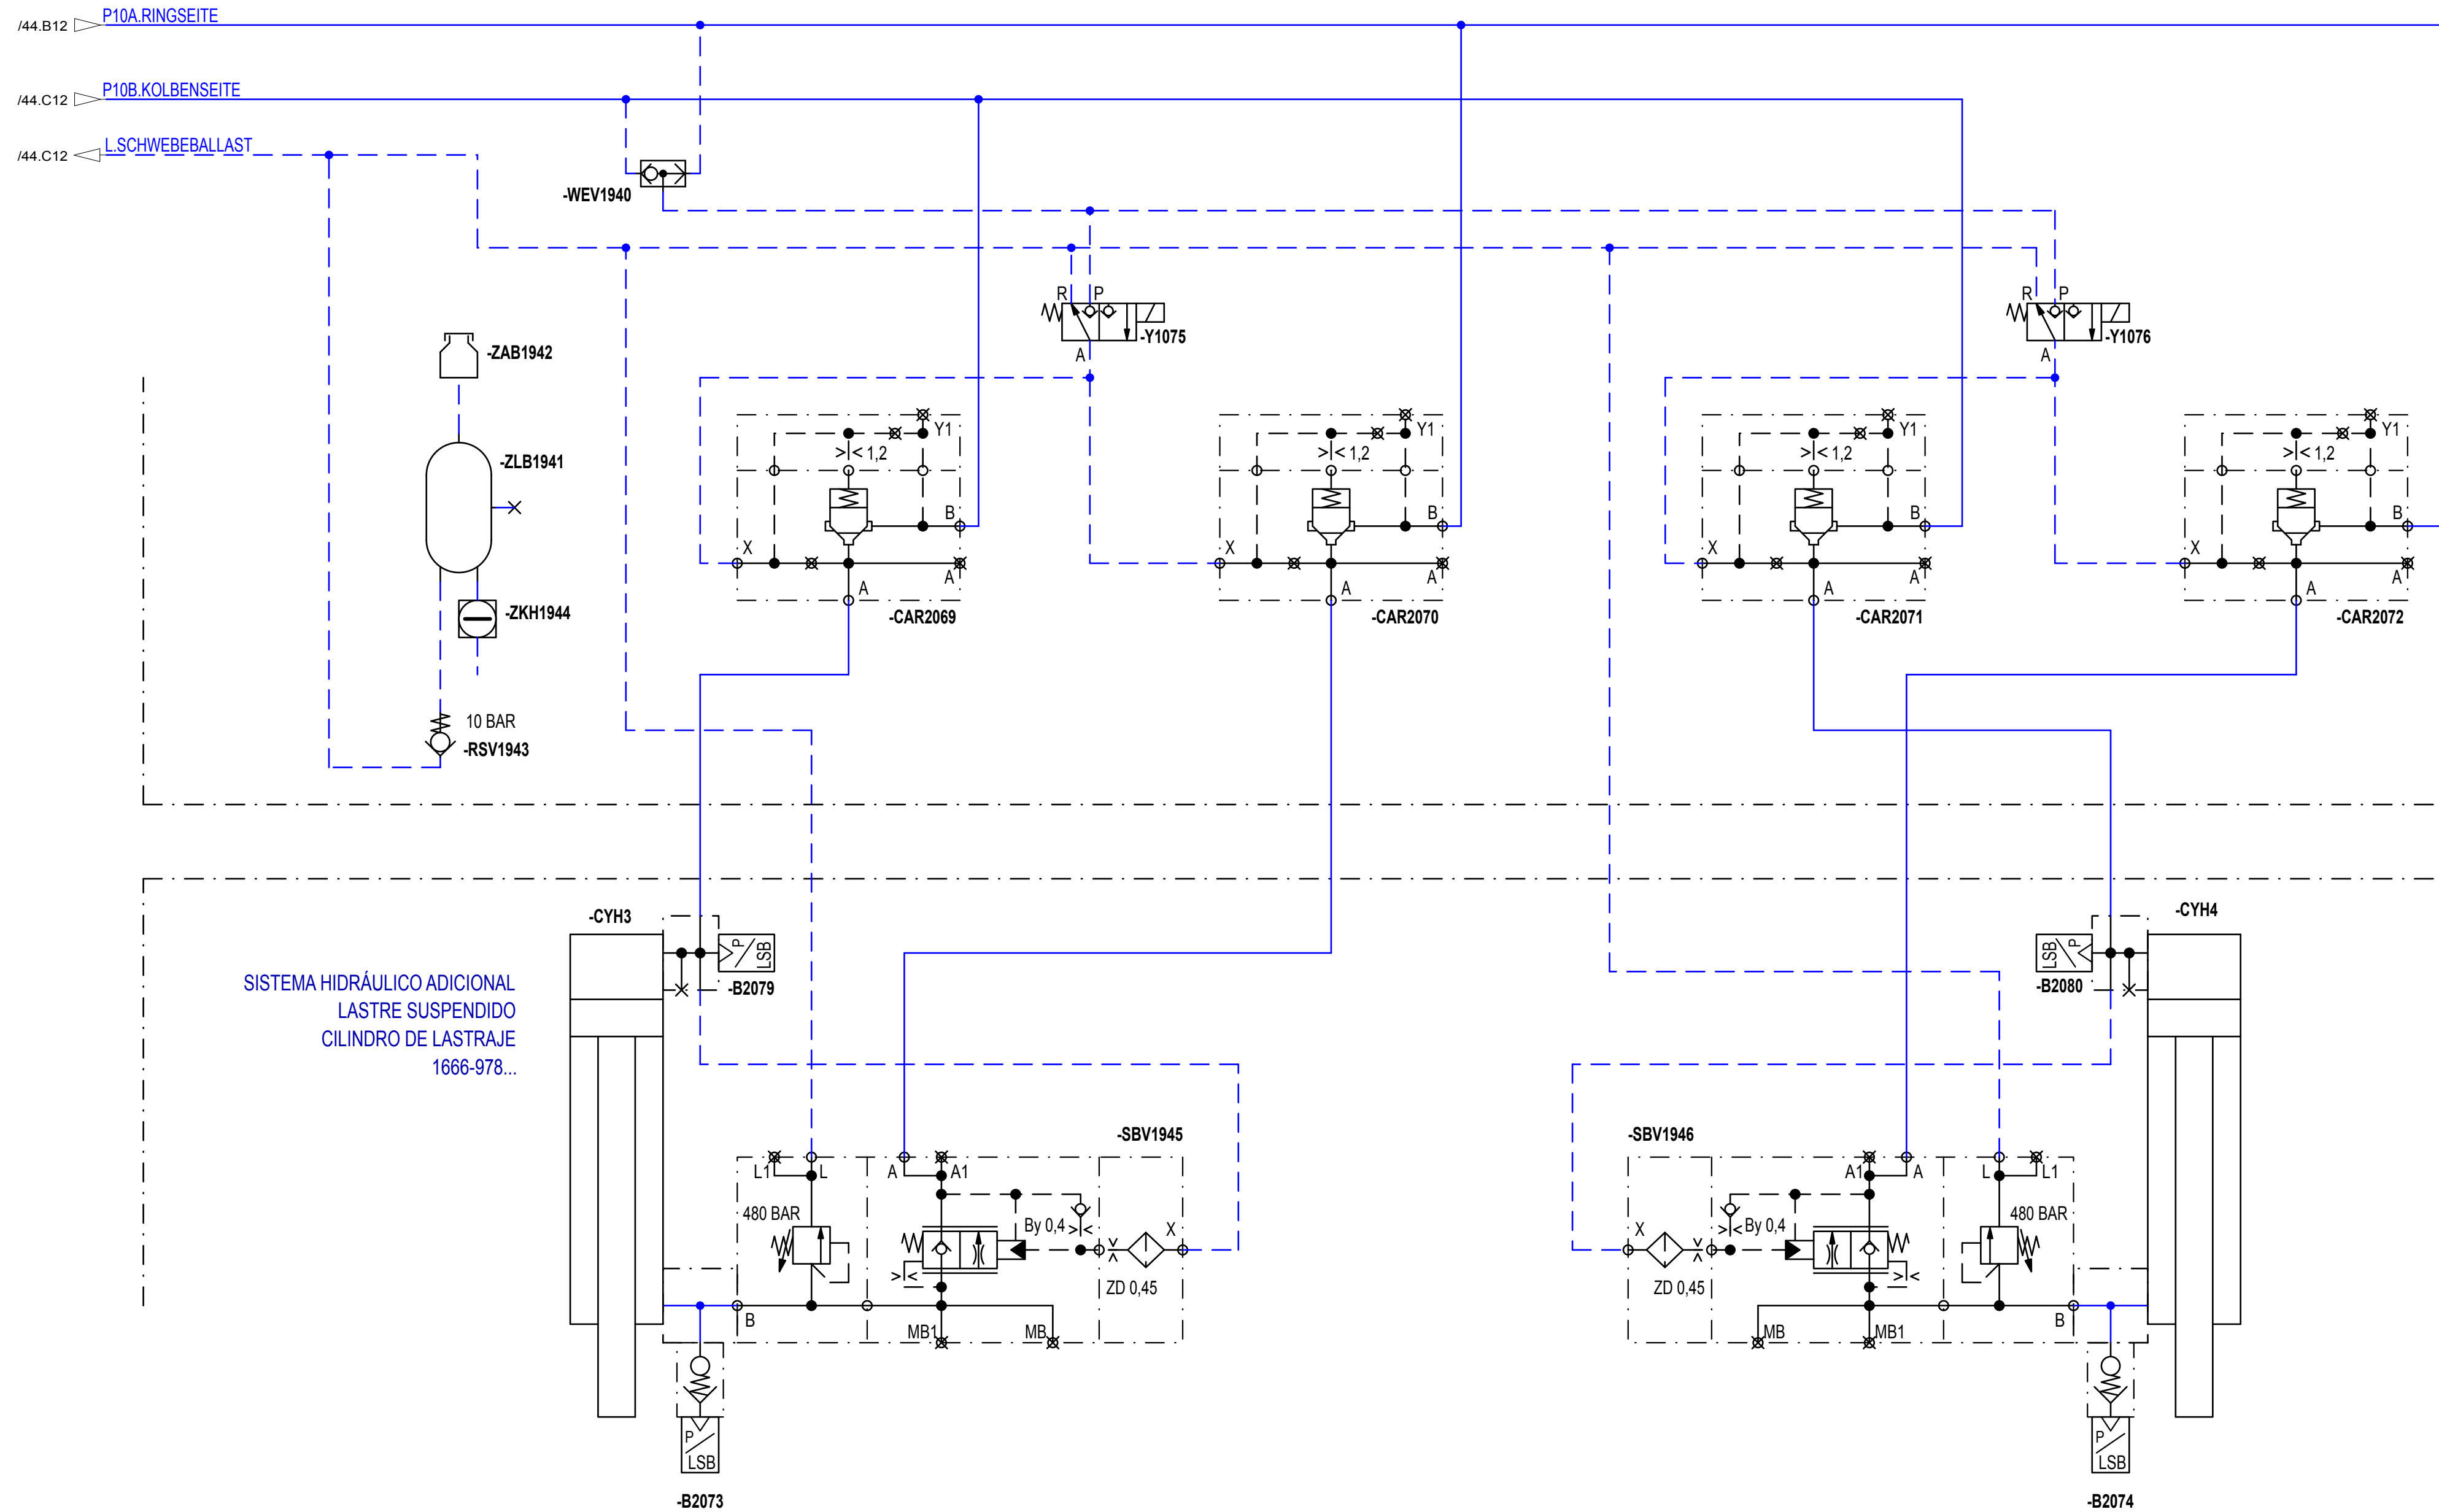 /44.B12
P10A.RINGSEITE
/44.C12
P10B.KOLBENSEITE
/44.C12
L.SCHWEBEBALLAST
-WEV1940
R P
-Y1075
A
R P
-Y1076
A
-ZAB1942
-ZLB1941
-ZKH1944
10 BAR
-RSV1943
Y1
>|< 1,2
B
X
A
A
-CAR2069
Y1
>|< 1,2
B
X
A
A
-CAR2070
Y1
>|< 1,2
B
X
A
A
-CAR2071
Y1
>|< 1,2
B
X
A
A
-CAR2072
-CYH3
P
LSB
-B2079
SISTEMA HIDRÁULICO ADICIONAL
LASTRE SUSPENDIDO
CILINDRO DE LASTRAJE
1666-978...
-CYH4
LSB
P
-B2080
-SBV1945
L1 L
A A1
480 BAR
By 0,4
X
ZD 0,45
B
MB1
MB
P
LSB
-B2073
-SBV1946
A1 A
L L1
X
By 0,4
480 BAR
ZD 0,45
MB
MB1
B
P
LSB
-B2074